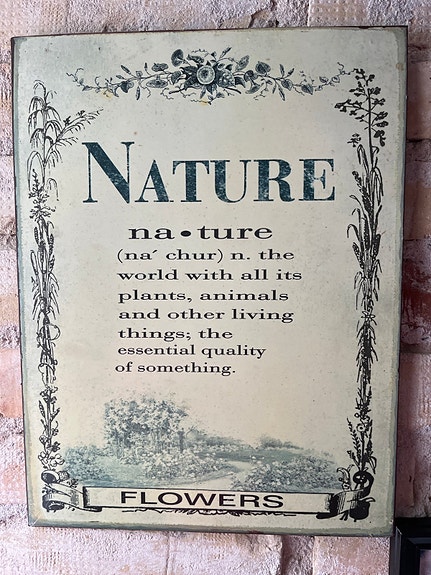 NATURE
na•ture
(na´ chur) n. the
world with all its
plants, animals
and other living
things; the
essential quality
of something.
FLOWERS